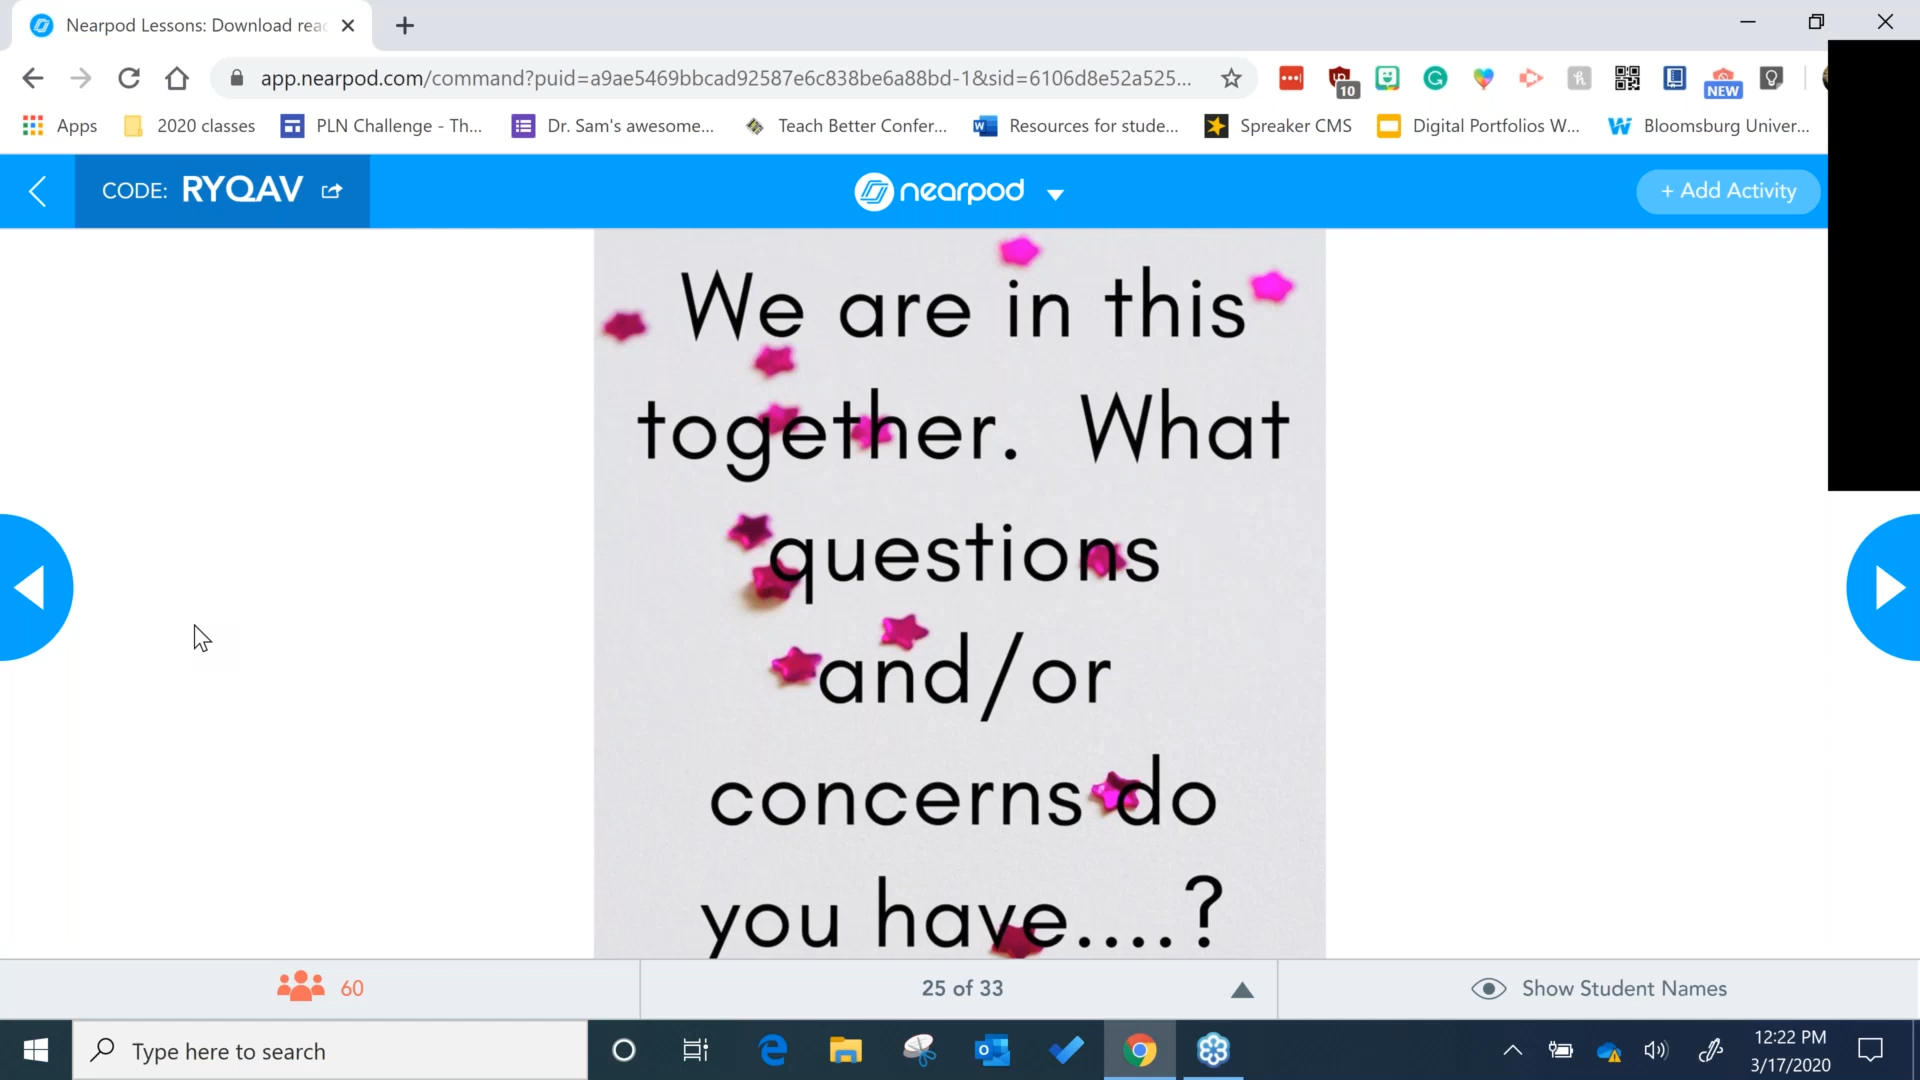 Nearpod Lessons: Download rea
app.nearpod.com/command?puid=a9ae5469bbcad92587e6c838be6a88bd-1&sid=6106d8e52a525...
10
NEW
Apps
2020 classes
PLN Challenge - Th...
Dr. Sam's awesome...
Teach Better Confer...
Resources for stude...
Spreaker CMS
Digital Portfolios W...
Bloomsburg Univer...
CODE: RYQAV
nearpod
+ Add Activity
We are in this
together. What
questions
and/or
concerns do
you have....?
60
25 of 33
Show Student Names
Type here to search
12:22 PM
3/17/2020